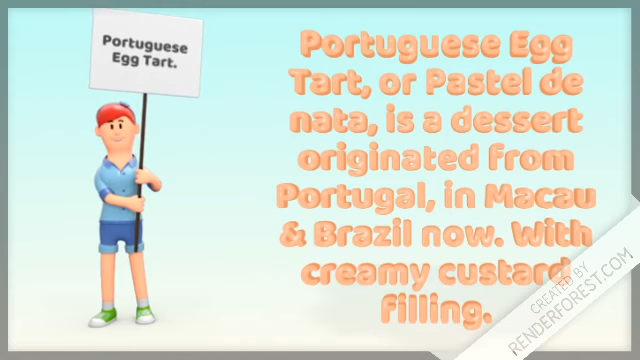 Portuguese
Egg Tart.
Portuguese Egg
Tart, or Pastel de
nata, is a dessert
originated from
Portugal, in Macau
& Brazil now. With
creamy custard
filling.
CREATED BY
RENDERFOREST.COM